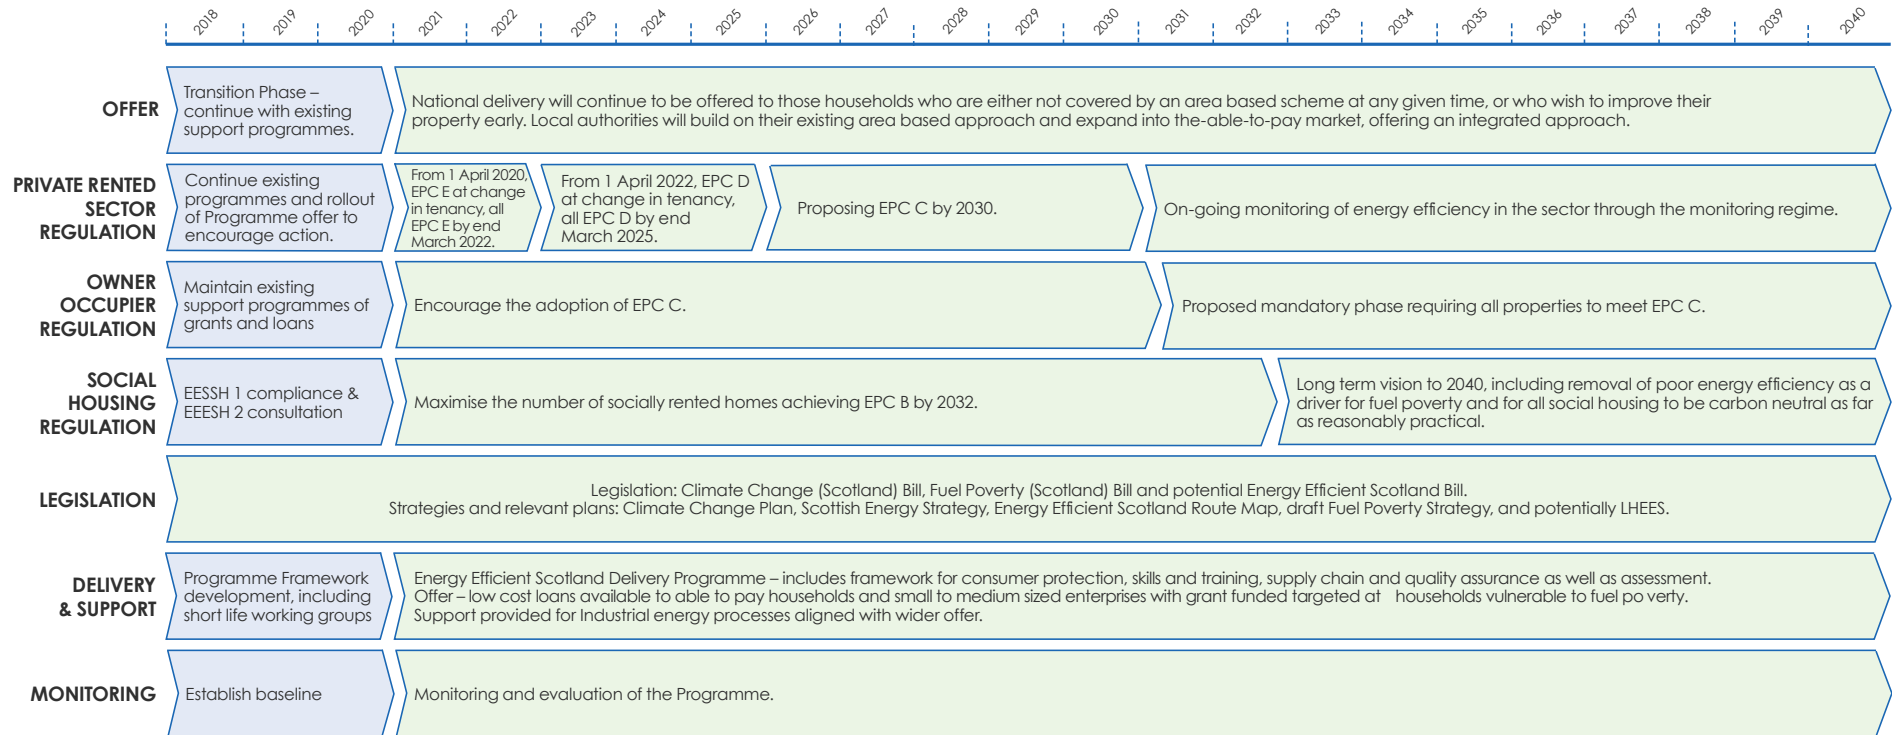 2018 2019 2020 2021 2022 2023 2024 2025 2026 2027 2028 2029 2030 2031 2032 2033 2034 2035 2036 2037 2038 2039 2040
OFFER
Transition Phase –
continue with existing
support programmes.
National delivery will continue to be offered to those households who are either not covered by an area based scheme at any given time, or who wish to improve their
property early. Local authorities will build on their existing area based approach and expand into the-able-to-pay market, offering an integrated approach.
PRIVATE RENTED
SECTOR
REGULATION
Continue existing
programmes and rollout
of Programme offer to
encourage action.
From 1 April 2020,
EPC E at change
in tenancy, all
EPC E by end
March 2022.
From 1 April 2022, EPC D
at change in tenancy,
all EPC D by end
March 2025.
Proposing EPC C by 2030.
On-going monitoring of energy efficiency in the sector through the monitoring regime.
OWNER
OCCUPIER
REGULATION
Maintain existing
support programmes of
grants and loans
Encourage the adoption of EPC C.
Proposed mandatory phase requiring all properties to meet EPC C.
SOCIAL
HOUSING
REGULATION
EESSH 1 compliance &
EEESH 2 consultation
Maximise the number of socially rented homes achieving EPC B by 2032.
Long term vision to 2040, including removal of poor energy efficiency as a
driver for fuel poverty and for all social housing to be carbon neutral as far
as reasonably practical.
LEGISLATION
Legislation: Climate Change (Scotland) Bill, Fuel Poverty (Scotland) Bill and potential Energy Efficient Scotland Bill.
Strategies and relevant plans: Climate Change Plan, Scottish Energy Strategy, Energy Efficient Scotland Route Map, draft Fuel Poverty Strategy, and potentially LHEES.
DELIVERY
& SUPPORT
Programme Framework
development, including
short life working groups
Energy Efficient Scotland Delivery Programme – includes framework for consumer protection, skills and training, supply chain and quality assurance as well as assessment.
Offer – low cost loans available to able to pay households and small to medium sized enterprises with grant funded targeted at households vulnerable to fuel po verty.
Support provided for Industrial energy processes aligned with wider offer.
MONITORING
Establish baseline
Monitoring and evaluation of the Programme.